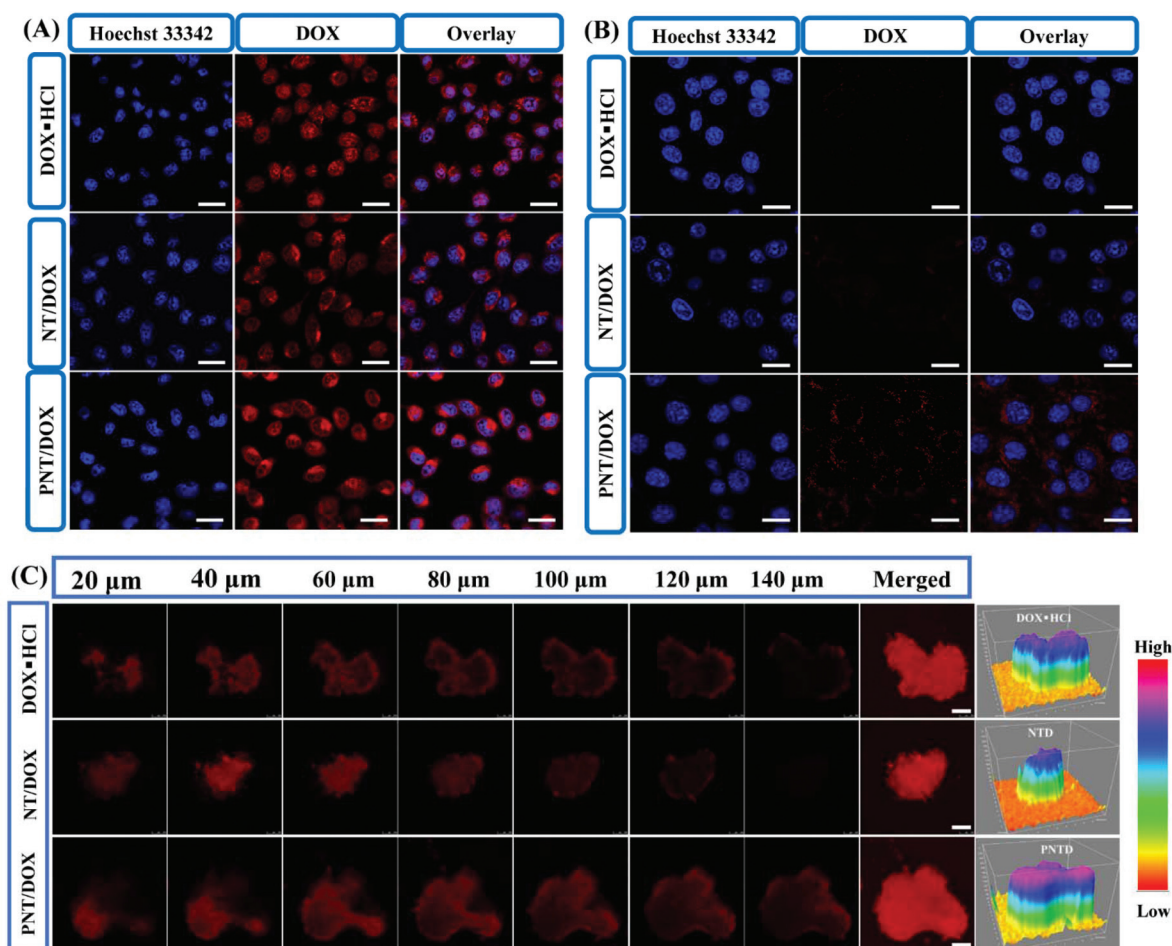 (A)
Hoechst 33342 DOX Overlay
DOX▪HCl
NT/DOX
PNT/DOX
(B)
Hoechst 33342 DOX Overlay
DOX▪HCl
NT/DOX
PNT/DOX
(C)
20 µm 40 µm 60 µm 80 µm 100 µm 120 µm 140 µm Merged
DOX▪HCl
NT/DOX
PNT/DOX
DOX▪HCl
NTD
PNTD
High
Low